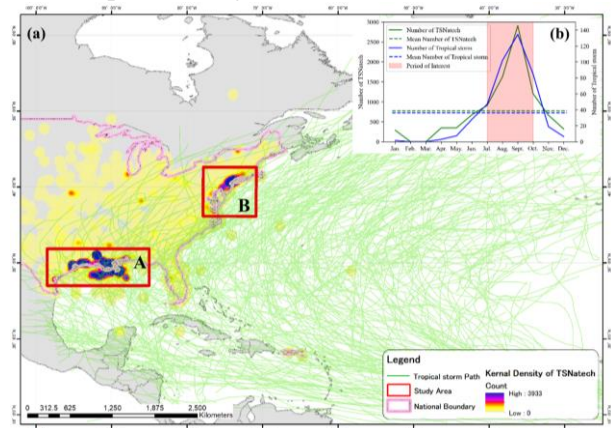 (a)
(b)
Number of TSNatech
Mean Number of TSNatech
Number of Tropical storm
Mean Number of Tropical storm
Period of Interest
Number of TSNatech
Number of Tropical storm
3000
2500
2000
1500
1000
500
0
140
120
100
80
60
40
20
0
Jan. Feb. Mar. Apr. May. Jun. Jul. Aug. Sept. Oct. Nov. Dec.
B
A
Legend
Tropical storm Path
Study Area
National Boundary
Kernal Density of TSNatech
Count
High : 3933
Low : 0
0 312.5 625 1,250 1,875 2,500
Kilometers